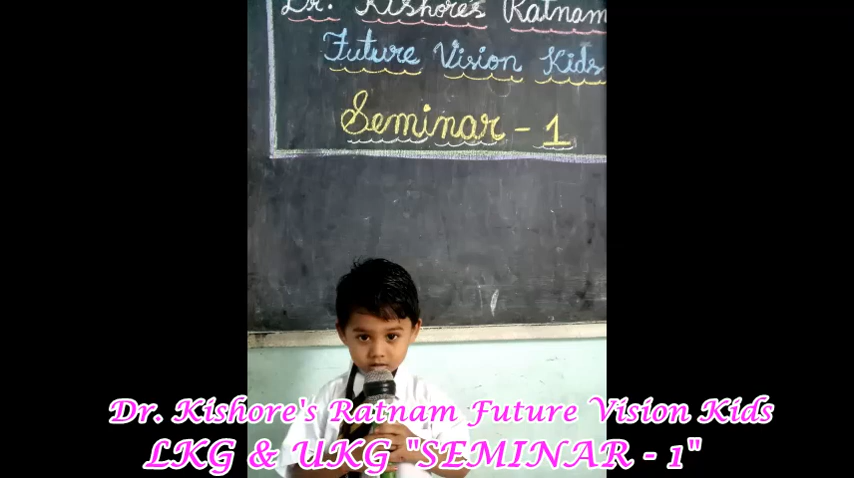 Dr. Kishore's Ratnam
Future Vision Kids
Seminar - 1
Dr. Kishore's Ratnam Future Vision Kids
LKG & UKG "SEMINAR - 1"